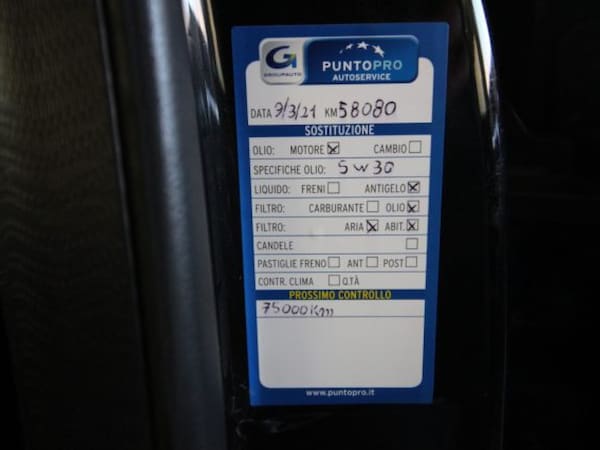 G1 GROUPAUTO PUNTOPRO AUTOSERVICE
DATA 9/3/21 KM 58080
SOSTITUZIONE
OLIO: MOTORE ☒ CAMBIO ☐
SPECIFICHE OLIO: 5W30
LIQUIDO: FRENI ☐ ANTIGELO ☒
FILTRO: CARBURANTE ☐ OLIO ☒
FILTRO: ARIA ☒ ABIT. ☒
CANDELE ☐
PASTIGLIE FRENO ☐ ANT ☐ POST ☐
CONTR. CLIMA ☐ Q.TÀ
PROSSIMO CONTROLLO
75000Km
www.puntopro.it